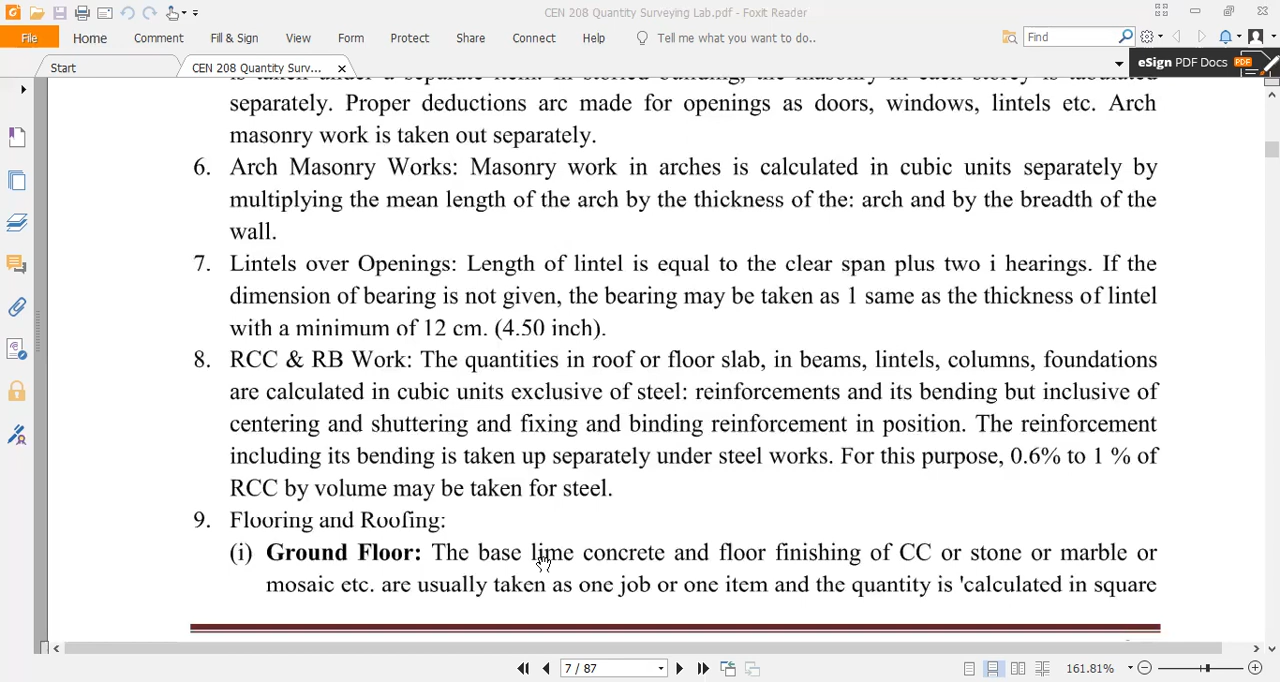 CEN 208 Quantity Surveying Lab.pdf - Foxit Reader
File Home Comment Fill & Sign View Form Protect Share Connect Help Tell me what you want to do.. Find
Start CEN 208 Quantity Surv... eSign PDF Docs PDF
separately. Proper deductions arc made for openings as doors, windows, lintels etc. Arch
masonry work is taken out separately.
6. Arch Masonry Works: Masonry work in arches is calculated in cubic units separately by
multiplying the mean length of the arch by the thickness of the: arch and by the breadth of the
wall.
7. Lintels over Openings: Length of lintel is equal to the clear span plus two i hearings. If the
dimension of bearing is not given, the bearing may be taken as 1 same as the thickness of lintel
with a minimum of 12 cm. (4.50 inch).
8. RCC & RB Work: The quantities in roof or floor slab, in beams, lintels, columns, foundations
are calculated in cubic units exclusive of steel: reinforcements and its bending but inclusive of
centering and shuttering and fixing and binding reinforcement in position. The reinforcement
including its bending is taken up separately under steel works. For this purpose, 0.6% to 1 % of
RCC by volume may be taken for steel.
9. Flooring and Roofing:
(i) Ground Floor: The base lime concrete and floor finishing of CC or stone or marble or
mosaic etc. are usually taken as one job or one item and the quantity is 'calculated in square
7 / 87 161.81%